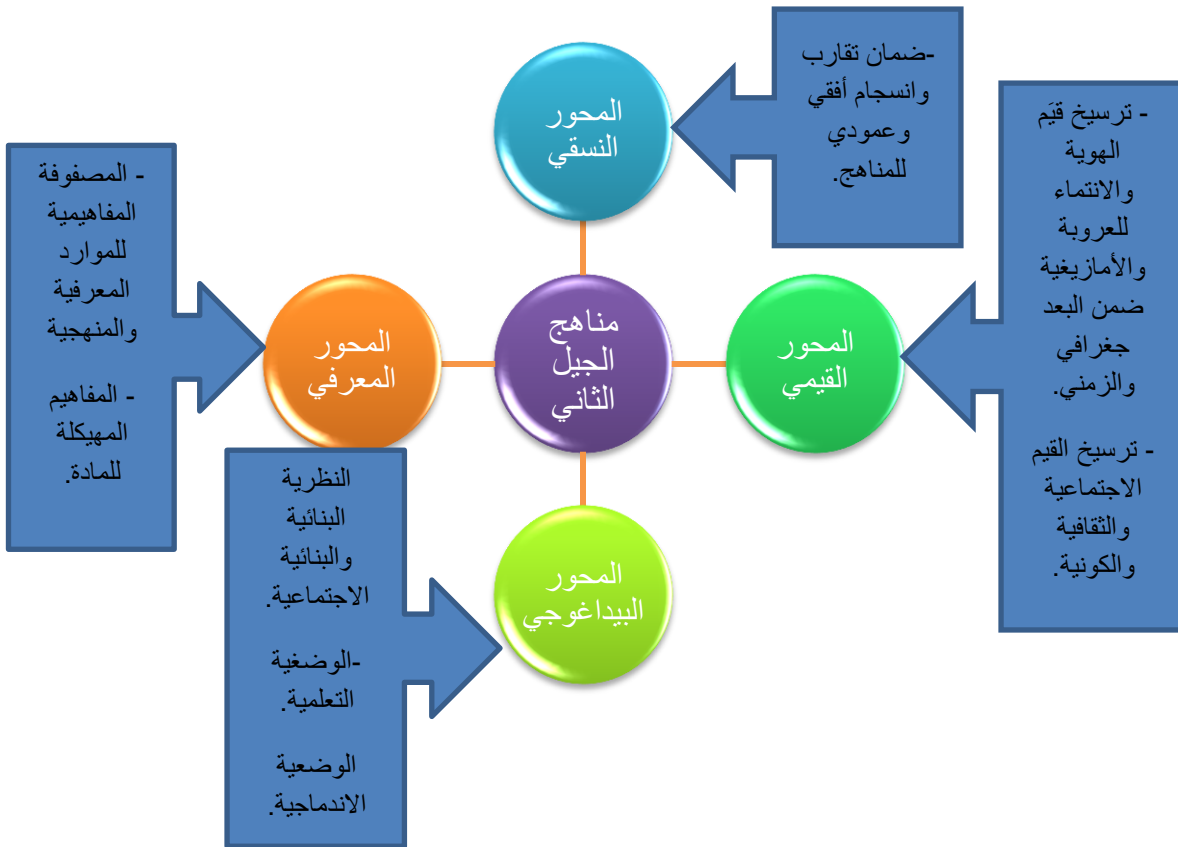 -ضمان تقارب
وانسجام أفقي
وعمودي
للمناهج.
المحور
النسقي
- ترسيخ قيَم
الهوية
والانتماء
للعروبة
والأمازيغية
ضمن البعد
جغرافي
والزمني.
- ترسيخ القيم
الاجتماعية
والثقافية
والكونية.
المحور
القيمي
مناهج
الجيل
الثاني
المحور
المعرفي
- المصفوفة
المفاهيمية
للموارد
المعرفية
والمنهجية
- المفاهيم
المهيكلة
للمادة.
المحور
البيداغوجي
النظرية
البنائية
والبنائية
الاجتماعية.
-الوضغية
التعلمية.
الوضعية
الاندماجية.